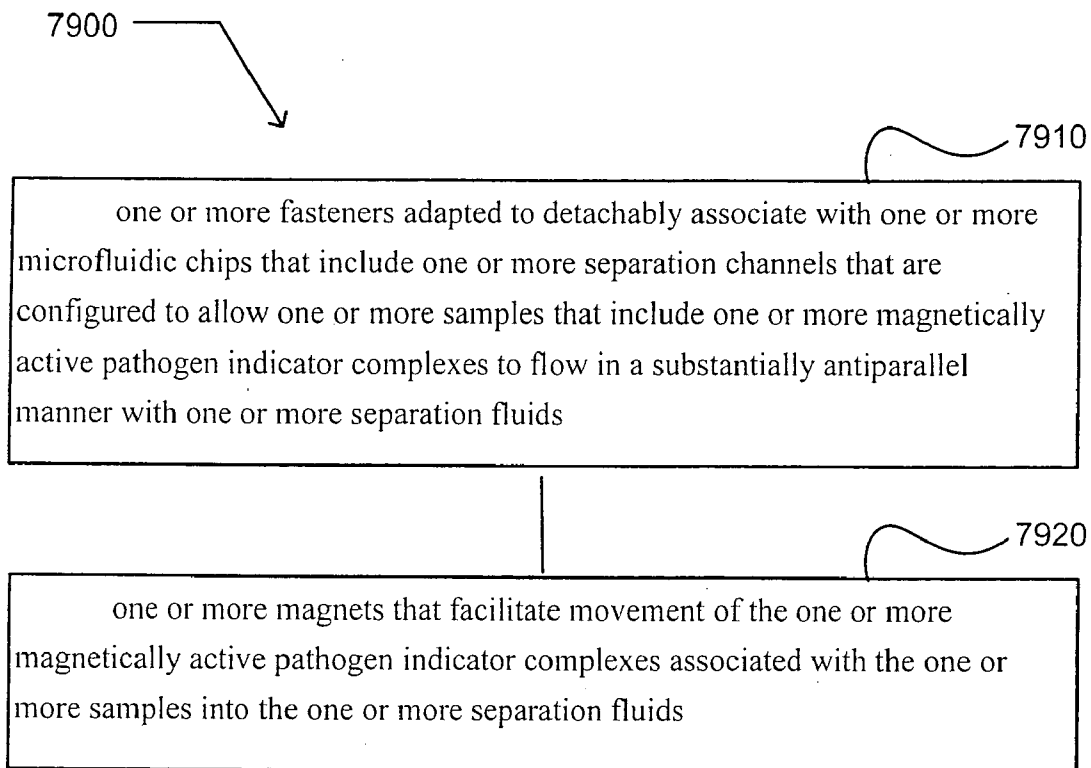 7900
7910
one or more fasteners adapted to detachably associate with one or more
microfluidic chips that include one or more separation channels that are
configured to allow one or more samples that include one or more magnetically
active pathogen indicator complexes to flow in a substantially antiparallel
manner with one or more separation fluids
7920
one or more magnets that facilitate movement of the one or more
magnetically active pathogen indicator complexes associated with the one or
more samples into the one or more separation fluids